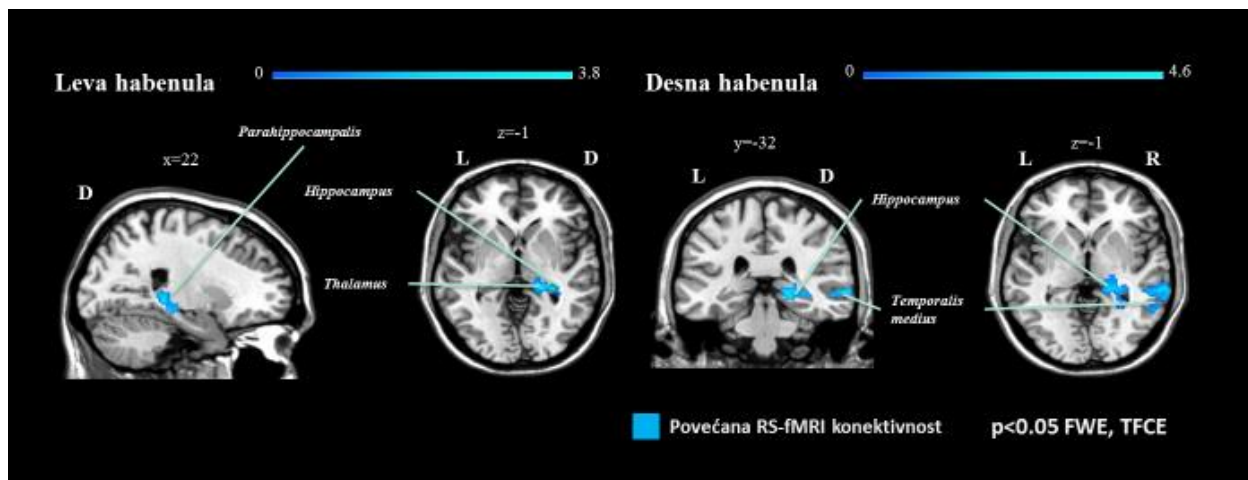 Leva habenula
0
3.8
Parahippocampalis
x=22
z=-1
D
L
D
Hippocampus
Thalamus
Desna habenula
0
4.6
y=-32
z=-1
L
D
L
R
Hippocampus
Temporalis
medius
Povećana RS-fMRI konektivnost
p<0.05 FWE, TFCE